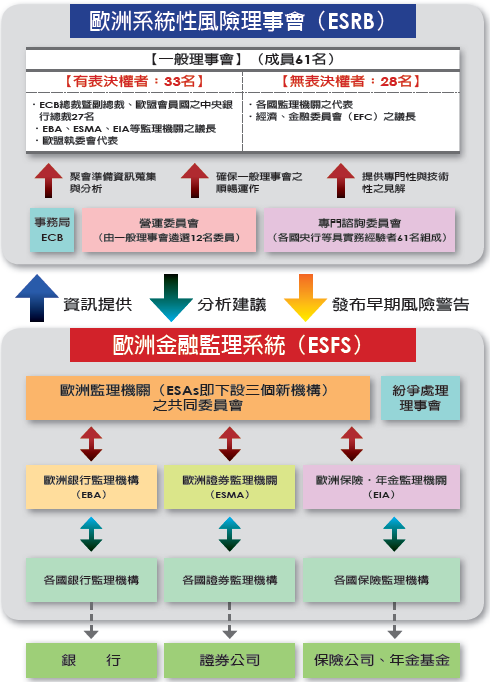 歐洲系統性風險理事會（ESRB）
【一般理事會】（成員61名）
【有表決權者：33名】
【無表決權者：28名】
・ECB總裁暨副總裁、歐盟會員國之中央銀
行總裁27名
・EBA、ESMA、EIA等監理機關之議長
・歐盟執委會代表
・各國監理機關之代表
・經濟、金融委員會（EFC）之議長
聚會準備資訊蒐集
與分析
確保一般理事會之
順暢運作
提供專門性與技術
性之見解
事務局
ECB
營運委員會
（由一般理事會遴選12名委員）
專門諮詢委員會
（各國央行等具實務經驗者61名組成）
資訊提供
分析建議
發布早期風險警告
歐洲金融監理系統（ESFS）
歐洲監理機關（ESAs即下設三個新機構）
之共同委員會
紛爭處理
理事會
歐洲銀行監理機構
（EBA）
歐洲證券監理機關
（ESMA）
歐洲保險・年金監理機關
（EIA）
各國銀行監理機構
各國證券監理機構
各國保險監理機構
銀　行
證券公司
保險公司、年金基金